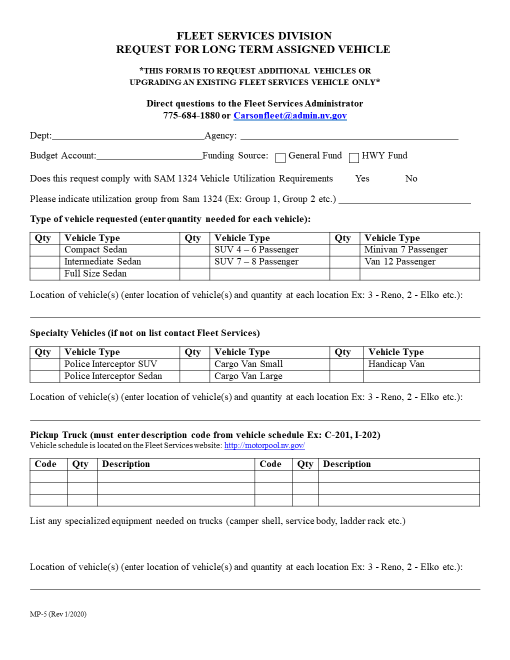 FLEET SERVICES DIVISION
REQUEST FOR LONG TERM ASSIGNED VEHICLE
*THIS FORM IS TO REQUEST ADDITIONAL VEHICLES OR
UPGRADING AN EXISTING FLEET SERVICES VEHICLE ONLY*
Direct questions to the Fleet Services Administrator
775-684-1880 or Carsonfleet@admin.nv.gov
Dept: Agency:
Budget Account: Funding Source: General Fund HWY Fund
Does this request comply with SAM 1324 Vehicle Utilization Requirements Yes No
Please indicate utilization group from Sam 1324 (Ex: Group 1, Group 2 etc.)
Type of vehicle requested (enter quantity needed for each vehicle):
Qty Vehicle Type Qty Vehicle Type Qty Vehicle Type
Compact Sedan SUV 4 – 6 Passenger Minivan 7 Passenger
Intermediate Sedan SUV 7 – 8 Passenger Van 12 Passenger
Full Size Sedan
Location of vehicle(s) (enter location of vehicle(s) and quantity at each location Ex: 3 - Reno, 2 - Elko etc.):
Specialty Vehicles (if not on list contact Fleet Services)
Qty Vehicle Type Qty Vehicle Type Qty Vehicle Type
Police Interceptor SUV Cargo Van Small Handicap Van
Police Interceptor Sedan Cargo Van Large
Location of vehicle(s) (enter location of vehicle(s) and quantity at each location Ex: 3 - Reno, 2 - Elko etc.):
Pickup Truck (must enter description code from vehicle schedule Ex: C-201, I-202)
Vehicle schedule is located on the Fleet Services website: http://motorpool.nv.gov/
Code Qty Description Code Qty Description
List any specialized equipment needed on trucks (camper shell, service body, ladder rack etc.)
Location of vehicle(s) (enter location of vehicle(s) and quantity at each location Ex: 3 - Reno, 2 - Elko etc.):
MP-5 (Rev 1/2020)